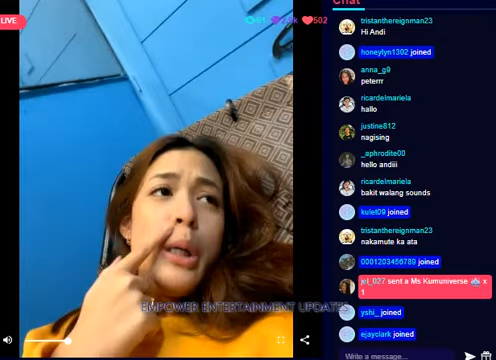 LIVE
502
EMPOWER ENTERTAINMENT UPDATES
Chat
tristanthereignman23
Hi Andi
honeylyn1302 joined
anna_g9
peterrr
ricardelmariela
hallo
justine812
nagising
_aphrodite00
hello andiii
ricardelmariela
bakit walang sounds
kulet09 joined
tristanthereignman23
nakamute ka ata
0001203456789 joined
jel_027 sent a Ms Kumuniverse x
1
yshi_ joined
ejayclark joined
Write a message...